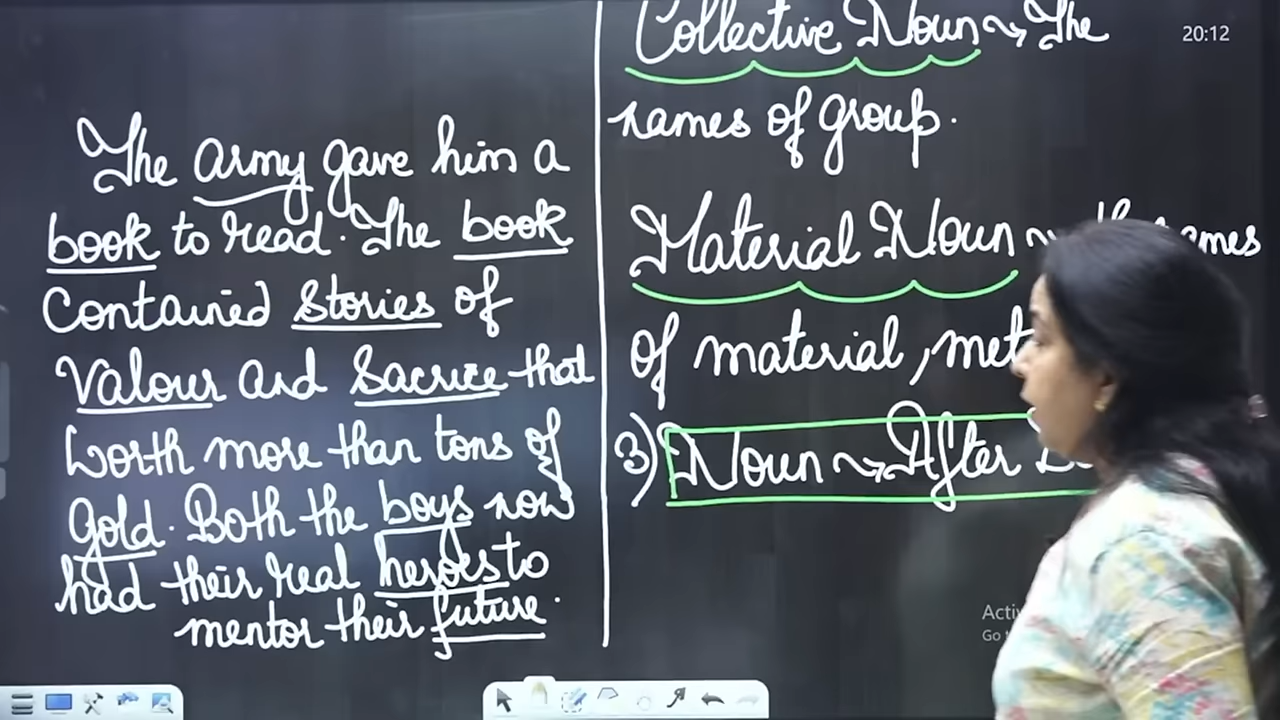 The army gave him a
book to read. The book
Contained Stories of
Valour and Sacrice that
worth more than tons of
Gold. Both the boys now
had their real heroes to
mentor their future.
Collective Noun ⤳ The
names of group.
Material Noun ⤳ names
of material,
3) Noun ⤳ After
20:12